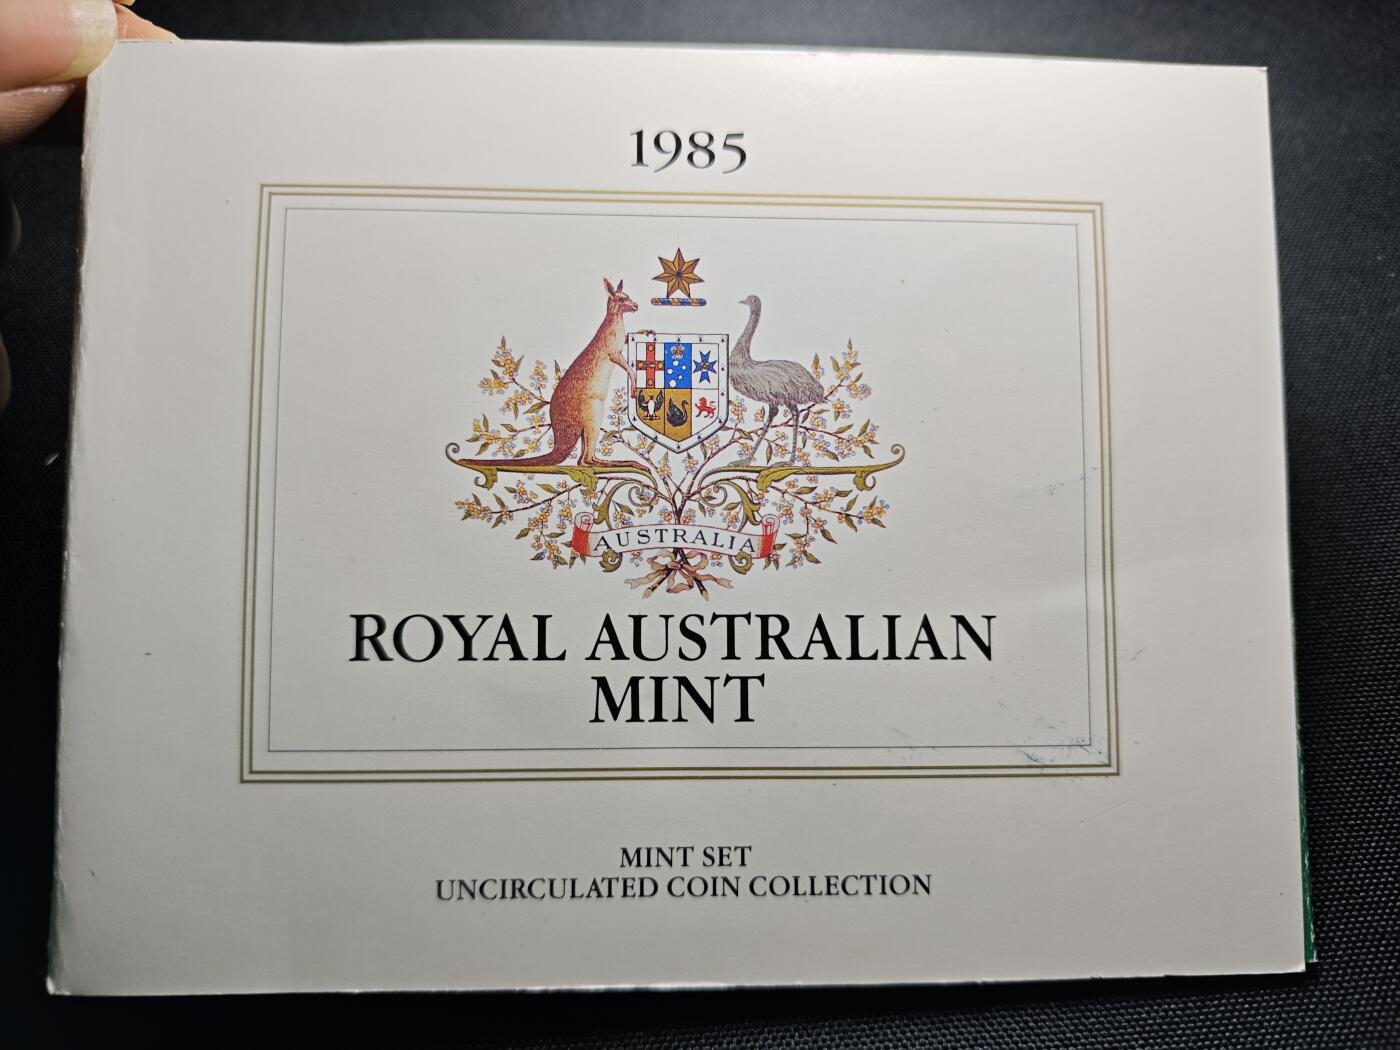 1985
AUSTRALIA
ROYAL AUSTRALIAN
MINT
MINT SET
UNCIRCULATED COIN COLLECTION